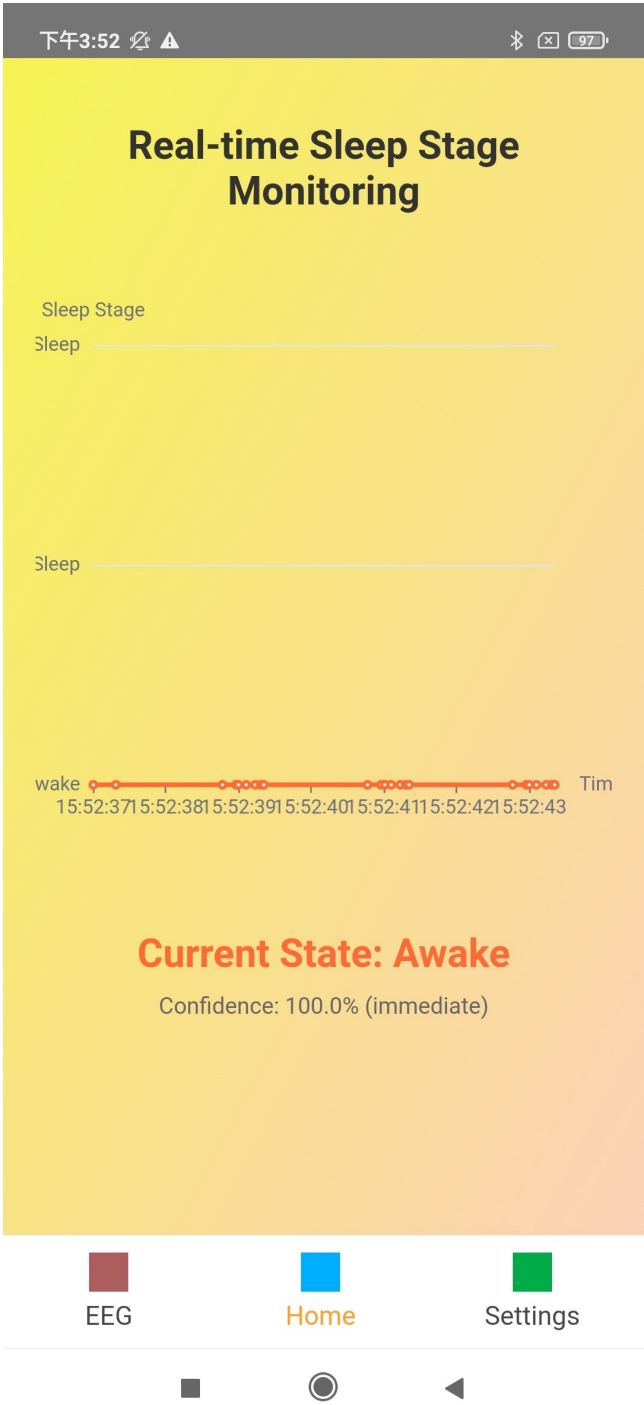 下午3:52
97
Real-time Sleep Stage
Monitoring
Sleep Stage
Sleep
Sleep
wake
Tim
15:52:37 15:52:38 15:52:39 15:52:40 15:52:41 15:52:42 15:52:43
Current State: Awake
Confidence: 100.0% (immediate)
EEG
Home
Settings